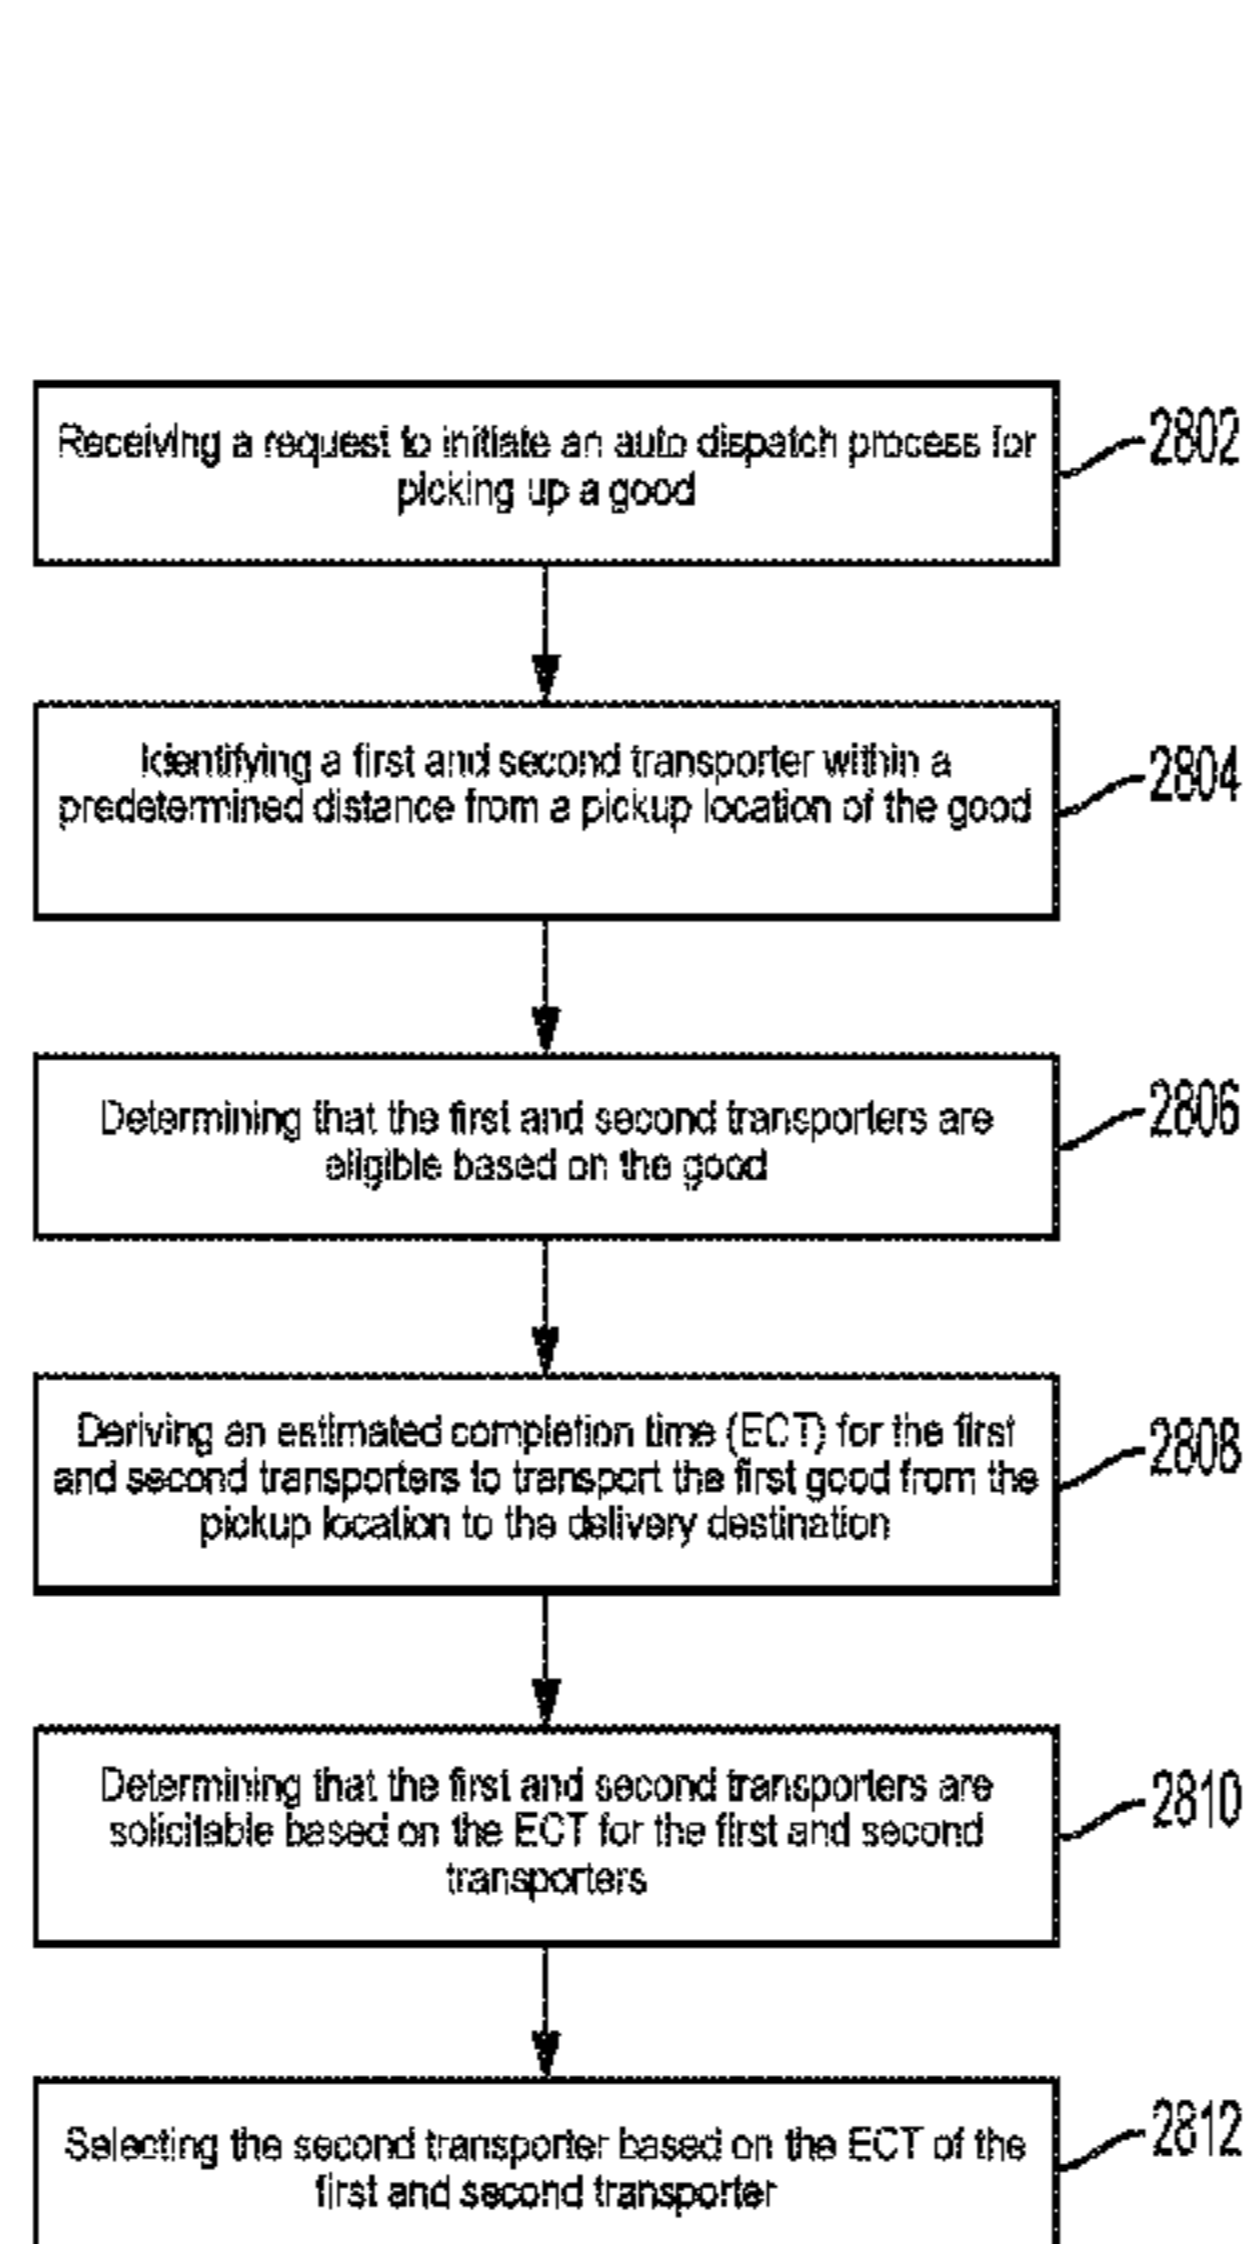 Receiving a request to initiate an auto dispatch process for
picking up a good
2802
Identifying a first and second transporter within a
predetermined distance from a pickup location of the good
2804
Determining that the first and second transporters are
eligible based on the good
2806
Deriving an estimated completion time (ECT) for the first
and second transporters to transport the first good from the
pickup location to the delivery destination
2808
Determining that the first and second transporters are
solicitable based on the ECT for the first and second
transporters
2810
Selecting the second transporter based on the ECT of the
first and second transporter
2812